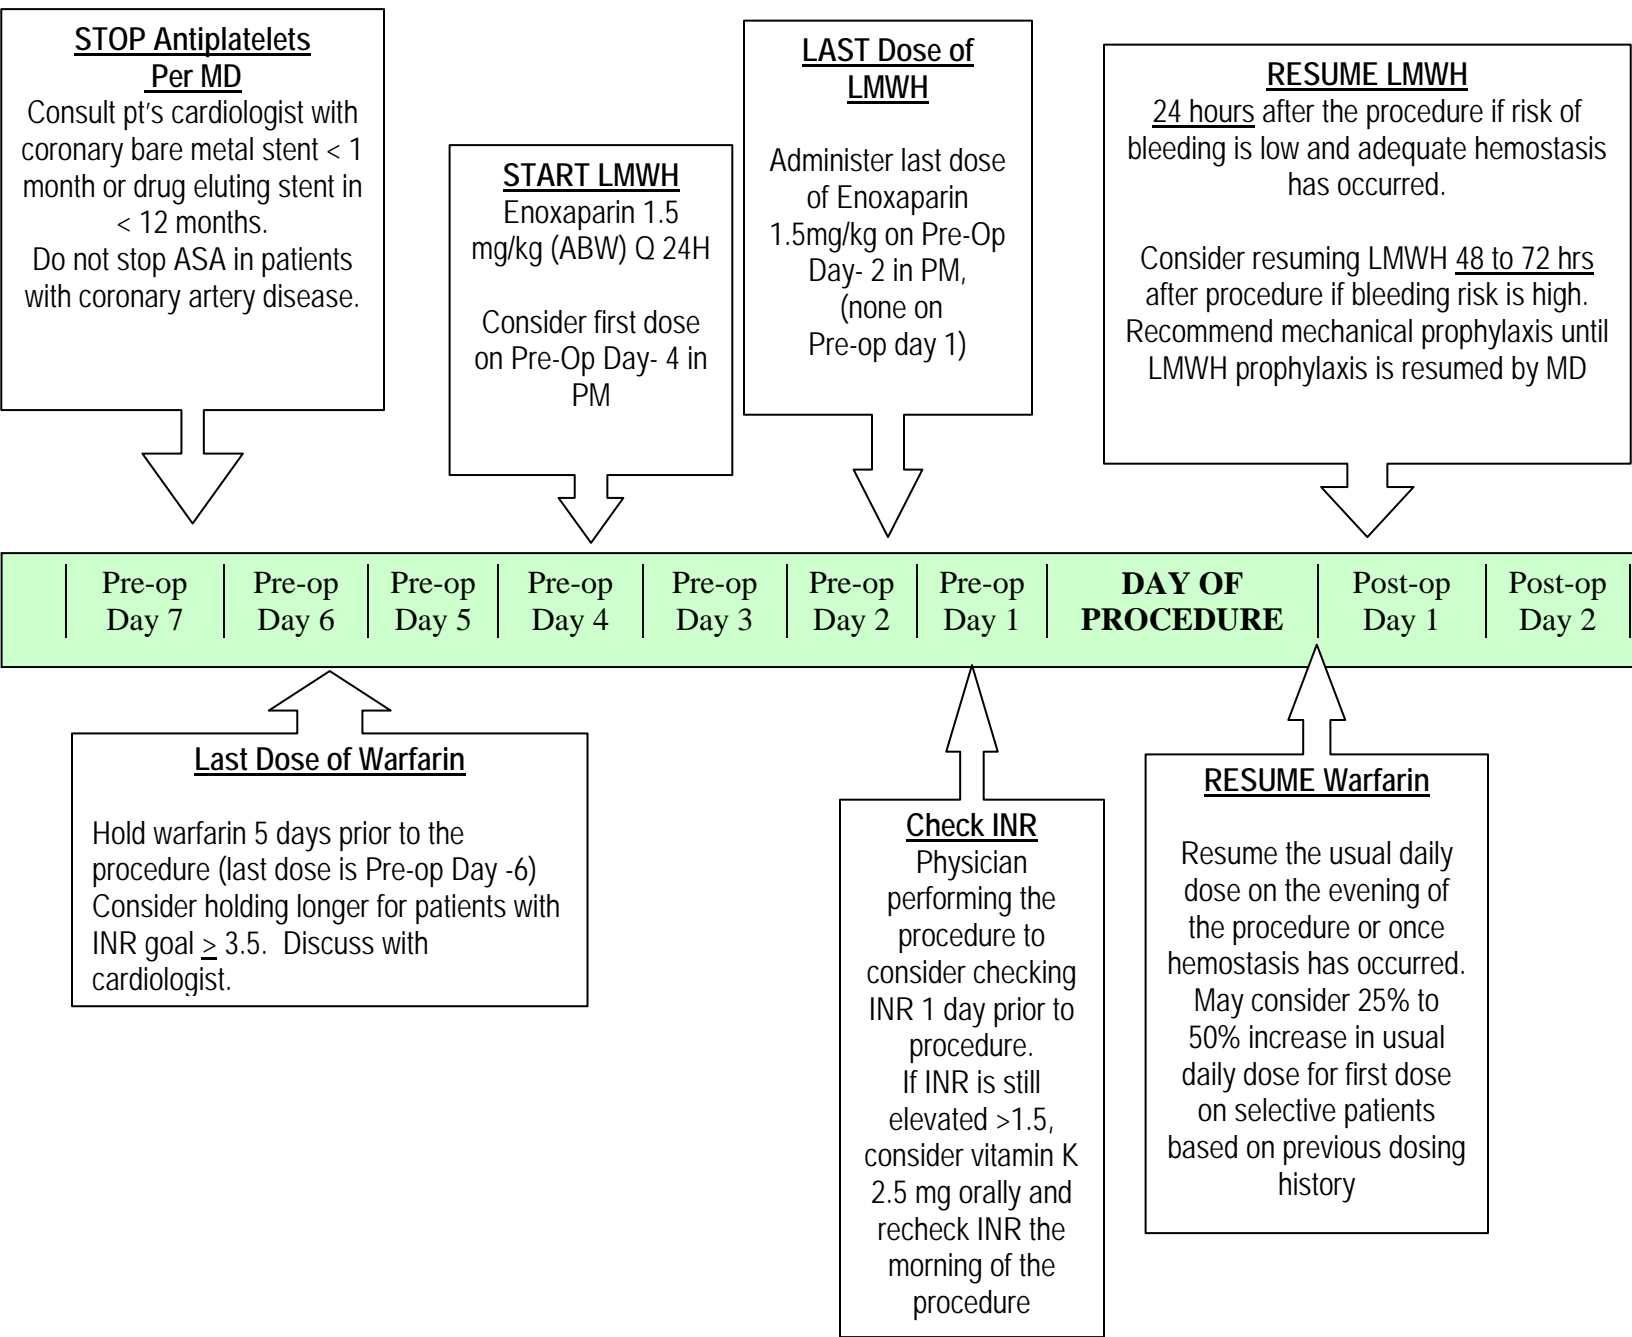 STOP Antiplatelets
Per MD
Consult pt's cardiologist with
coronary bare metal stent < 1
month or drug eluting stent in
< 12 months.
Do not stop ASA in patients
with coronary artery disease.
START LMWH
Enoxaparin 1.5
mg/kg (ABW) Q 24H
Consider first dose
on Pre-Op Day- 4 in
PM
LAST Dose of
LMWH
Administer last dose
of Enoxaparin
1.5mg/kg on Pre-Op
Day- 2 in PM,
(none on
Pre-op day 1)
RESUME LMWH
24 hours after the procedure if risk of
bleeding is low and adequate hemostasis
has occurred.
Consider resuming LMWH 48 to 72 hrs
after procedure if bleeding risk is high.
Recommend mechanical prophylaxis until
LMWH prophylaxis is resumed by MD
Pre-op
Day 7
Pre-op
Day 6
Pre-op
Day 5
Pre-op
Day 4
Pre-op
Day 3
Pre-op
Day 2
Pre-op
Day 1
DAY OF
PROCEDURE
Post-op
Day 1
Post-op
Day 2
Last Dose of Warfarin
Hold warfarin 5 days prior to the
procedure (last dose is Pre-op Day -6)
Consider holding longer for patients with
INR goal ≥ 3.5.  Discuss with
cardiologist.
Check INR
Physician
performing the
procedure to
consider checking
INR 1 day prior to
procedure.
If INR is still
elevated >1.5,
consider vitamin K
2.5 mg orally and
recheck INR the
morning of the
procedure
RESUME Warfarin
Resume the usual daily
dose on the evening of
the procedure or once
hemostasis has occurred.
May consider 25% to
50% increase in usual
daily dose for first dose
on selective patients
based on previous dosing
history